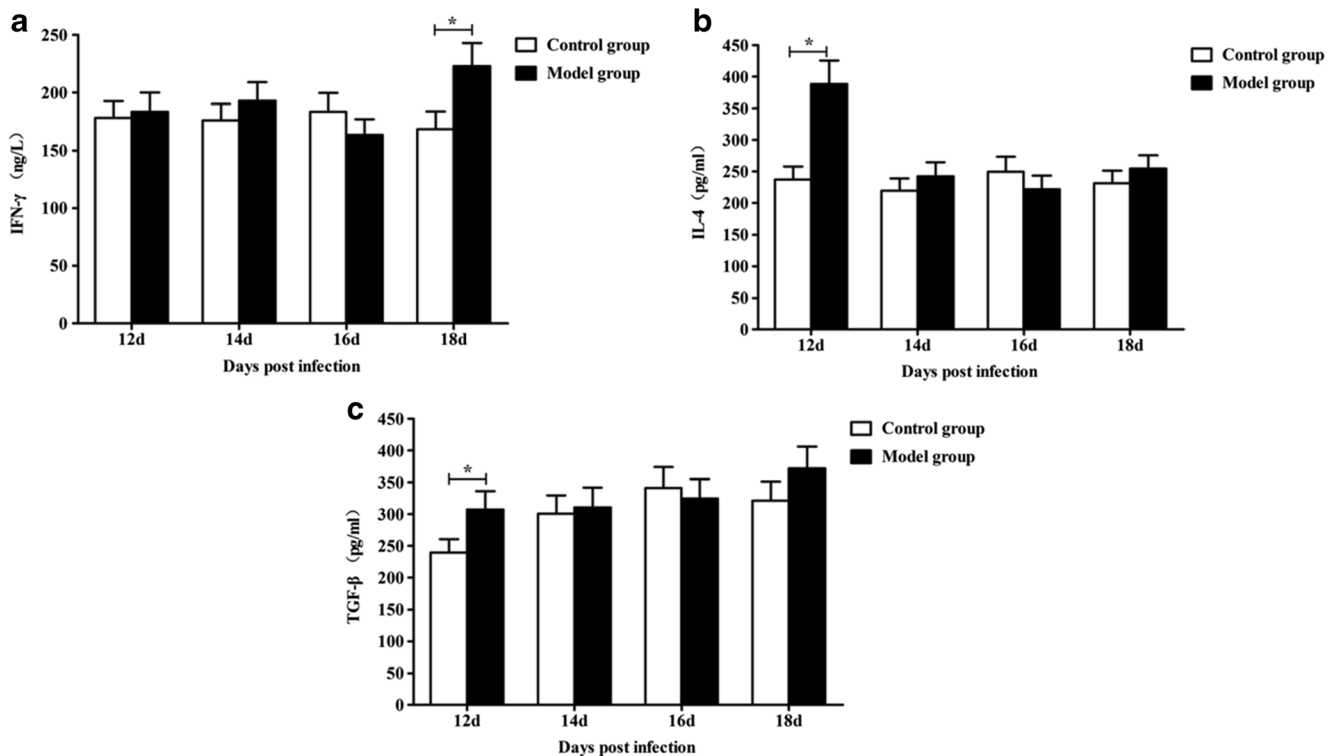 a
*
250
200
150
100
50
0
IFN-γ (ng/L)
Control group
Model group
12d 14d 16d 18d
Days post infection
b
*
450
400
350
300
250
200
150
100
50
0
IL-4 (pg/ml)
Control group
Model group
12d 14d 16d 18d
Days post infection
c
*
450
400
350
300
250
200
150
100
50
0
TGF-β (pg/ml)
Control group
Model group
12d 14d 16d 18d
Days post infection